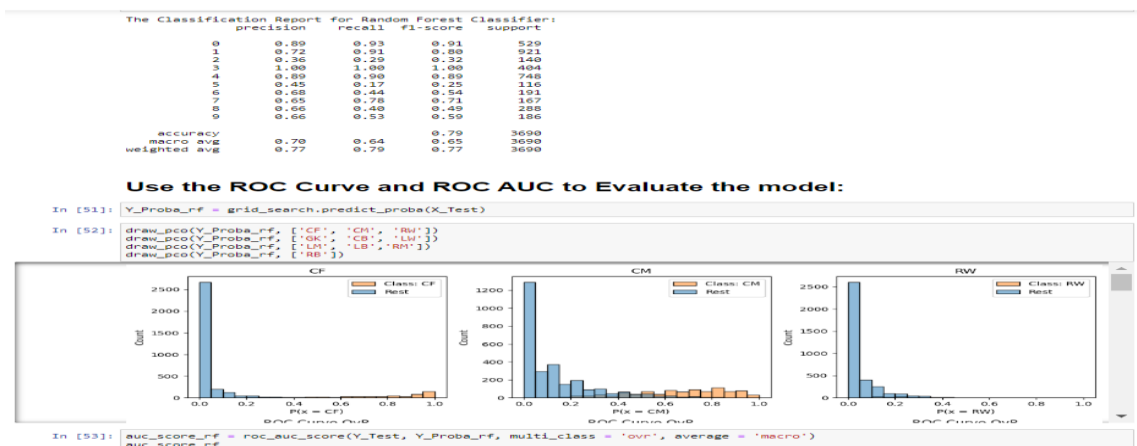 The Classification Report for Random Forest Classifier:
precision recall f1-score support
0 0.89 0.93 0.91 529
1 0.72 0.91 0.80 921
2 0.36 0.29 0.32 140
3 1.00 1.00 1.00 404
4 0.89 0.90 0.89 748
5 0.45 0.17 0.25 116
6 0.68 0.44 0.54 191
7 0.65 0.78 0.71 167
8 0.66 0.40 0.49 288
9 0.66 0.53 0.59 186
accuracy 0.79 3690
macro avg 0.70 0.64 0.65 3690
weighted avg 0.77 0.79 0.77 3690
Use the ROC Curve and ROC AUC to Evaluate the model:
In [51]: Y_Proba_rf = grid_search.predict_proba(X_Test)
In [52]: draw_pco(Y_Proba_rf, ['CF', 'CM', 'RW'])
draw_pco(Y_Proba_rf, ['GK', 'CB', 'LW'])
draw_pco(Y_Proba_rf, ['LM', 'LB','RM'])
draw_pco(Y_Proba_rf, ['RB'])
CF CM RW
Class: CF Class: CM Class: RW
Rest Rest Rest
2500 1200 2500
2000 1000 2000
1500 800 1500
Count Count Count
1000 600 1000
500 400 500
0 200 0
0
0.0 0.2 0.4 0.6 0.8 1.0 0.0 0.2 0.4 0.6 0.8 1.0 0.0 0.2 0.4 0.6 0.8 1.0
P(x = CF) P(x = CM) P(x = RW)
ROC Curve OvR ROC Curve OvR ROC Curve OvR
In [53]: auc_score_rf = roc_auc_score(Y_Test, Y_Proba_rf, multi_class = 'ovr', average = 'macro')
auc_score_rf